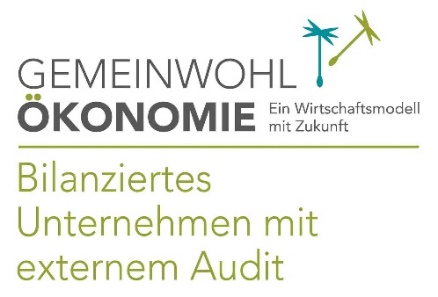 GEMEINWOHL
ÖKONOMIE
Ein Wirtschaftsmodell
mit Zukunft
Bilanziertes
Unternehmen mit
externem Audit